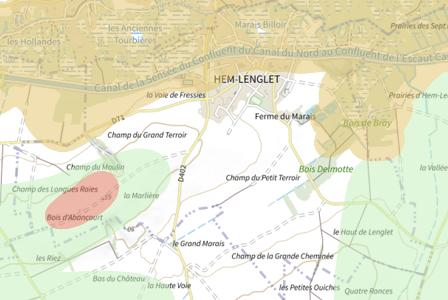 les Anciennes
Tourbières
Marais Billoir
Prairies des Sept
les Hollandes
Canal de la Sensée du Confluent du Canal du Nord au Confluent de l'Escaut Ca
HEM-LENGLET
la Voie de Fressies
Prairies d'Hem-Le
D71
Ferme du Marais
Bois de Bray
Champ du Grand Terroir
Champ du Moulin
Bois Delmotte
la Vallée
D402
Champ du Petit Terroir
Champ des Longues Raies
la Marlière
Bois d'Abancourt
le Haut de Lenglet
le Grand Marais
le Riez
Champ de la Grande Cheminée
Bas du Château
la Haute Voie
les Petites Ouiches
Quatre Ronces